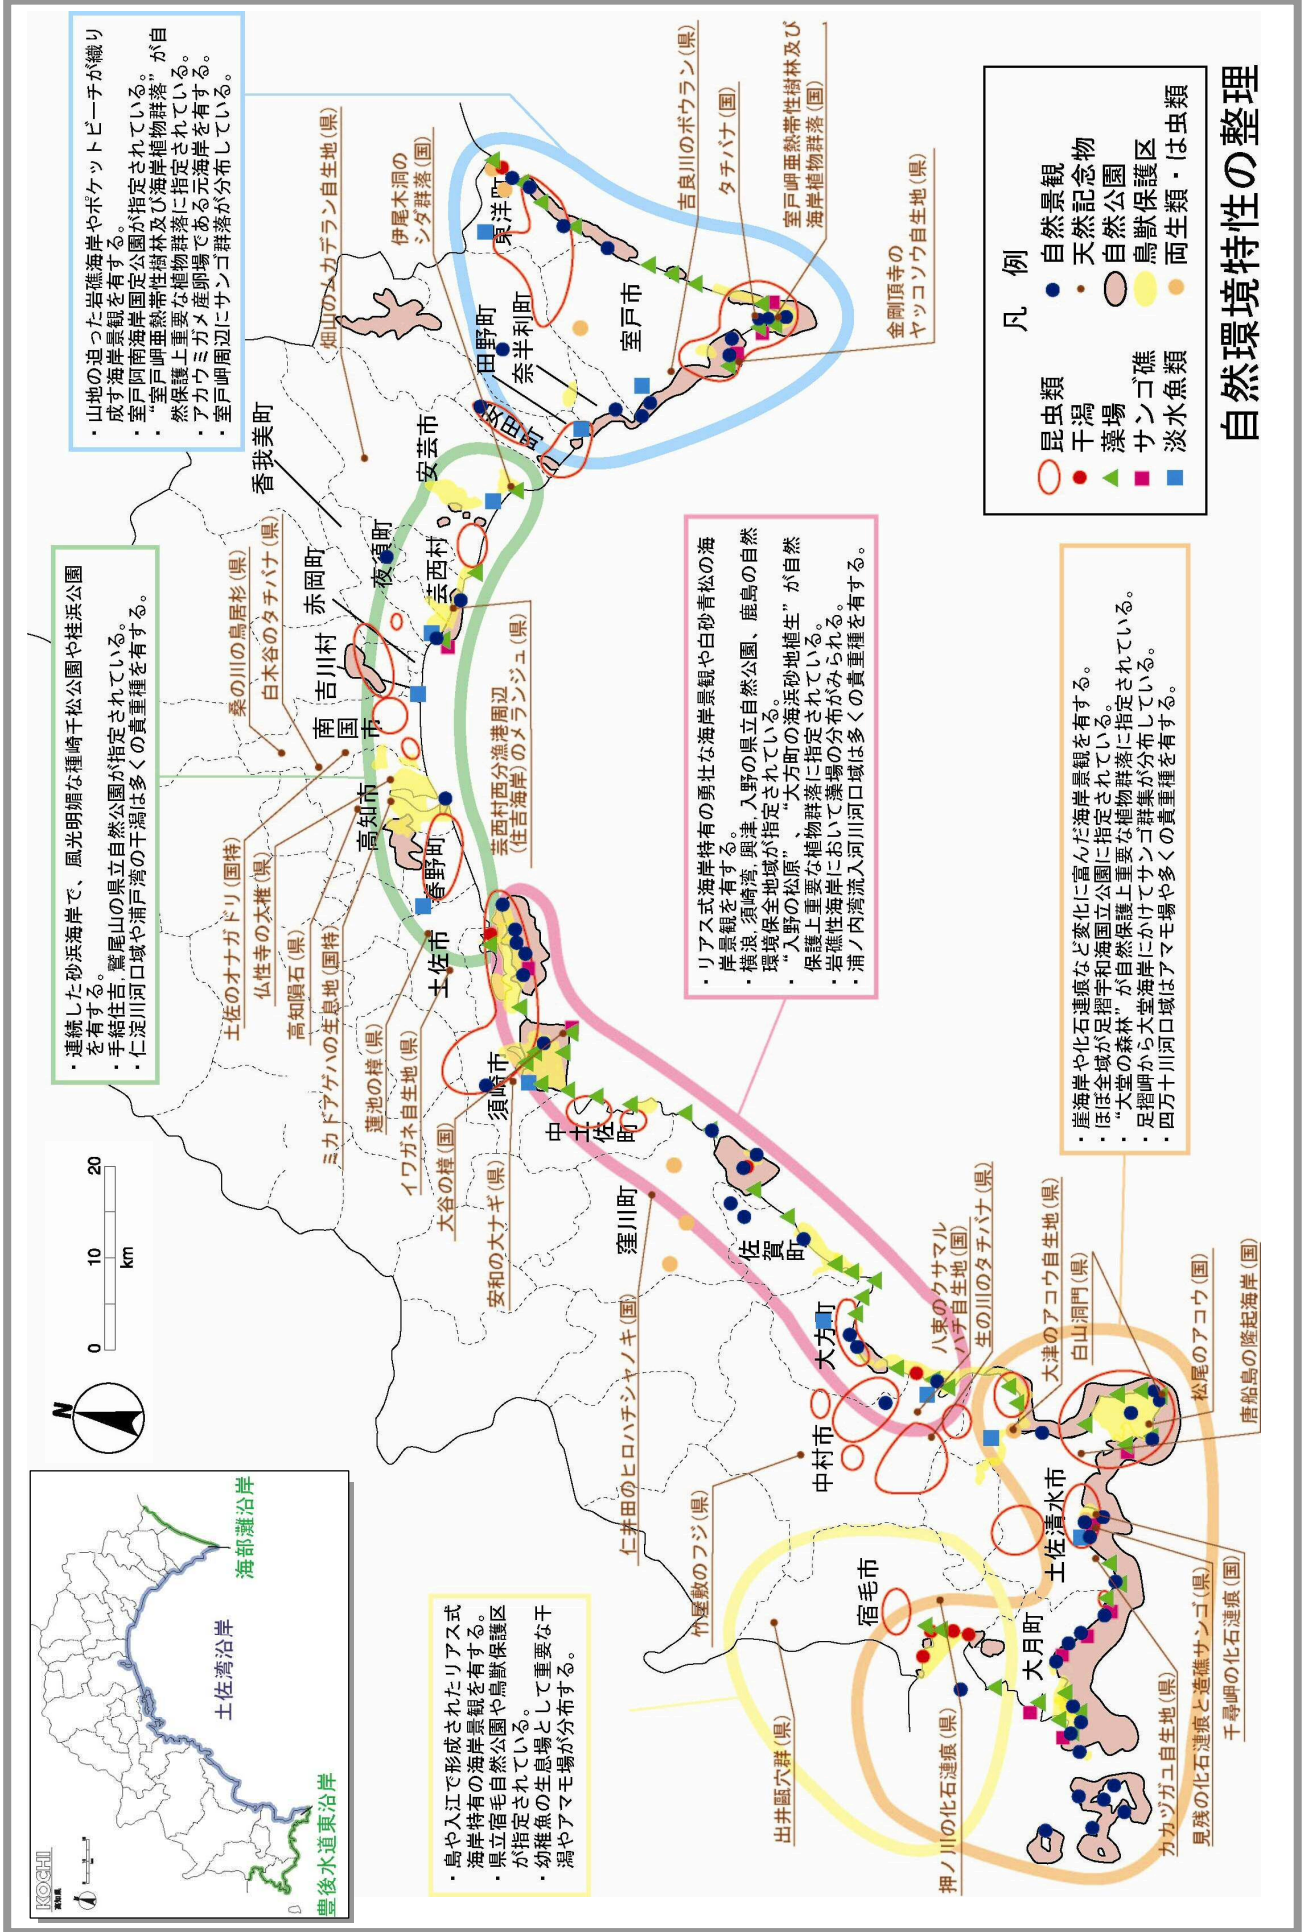 自然環境特性の整理
凡　例
昆虫類
干潟
藻場
サンゴ礁
淡水魚類
自然景観
天然記念物
自然公園
鳥獣保護区
両生類・は虫類
KOCHI
高知県
豊後水道東沿岸
土佐湾沿岸
海部灘沿岸
N
0
10
20
km
・島や入江で形成されたリアス式
海岸特有の海岸景観を有する。
・県立宿毛自然公園や鳥獣保護区
が指定されている。
・幼稚魚の生息場として重要な干
潟やアマモ場が分布する。
・連続した砂浜海岸で、風光明媚な種崎千松公園や桂浜公園
を有する。
・手結住吉,鷲尾山の県立自然公園が指定されている。
・仁淀川河口域や浦戸湾の干潟は多くの貴重種を有する。
・山地の迫った岩礁海岸やポケットビーチが織り
成す海岸景観を有する。
・室戸阿南海岸国定公園が指定されている。
・“室戸岬亜熱帯性樹林及び海岸植物群落”が自
然保護上重要な植物群落に指定されている。
・アカウミガメ産卵場である元海岸を有する。
・室戸岬周辺にサンゴ群落が分布している。
・リアス式海岸特有の勇壮な海岸景観や白砂青松の海
岸景観を有する。
・横浪,須崎湾,興津,入野の県立自然公園、鹿島の自然
環境保全地域が指定されている。
・“入野の松原”、“大方町の海浜砂地植生”が自然
保護上重要な植物群落に指定されている。
・岩礁性海岸において藻場の分布がみられる。
・浦ノ内湾流入河川河口域は多くの貴重種を有する。
・崖海岸や化石漣痕など変化に富んだ海岸景観を有する。
・ほぼ全域が足摺宇和海国立公園に指定されている。
・“大堂の森林”が自然保護上重要な植物群落に指定されている。
・足摺岬から大堂海岸にかけてサンゴ群集が分布している。
・四万十川河口域はアマモ場や多くの貴重種を有する。
畑山のムカデラン自生地(県)
伊尾木洞の
シダ群落(国)
吉良川のボウラン(県)
タチバナ(国)
室戸岬亜熱帯性樹林及び
海岸植物群落(国)
金剛頂寺の
ヤッコソウ自生地(県)
桑の川の鳥居杉(県)
白木谷のタチバナ(県)
土佐のオナガドリ(国特)
仏性寺の大椎(県)
高知隕石(県)
ミカドアゲハの生息地(国特)
蓮池の樟(県)
イワガネ自生地(県)
大谷の樟(国)
安和の大ナギ(県)
芸西村西分漁港周辺
(住吉海岸)のメランジュ(県)
仁井田のヒロハチシャノキ(国)
竹屋敷のフジ(県)
出井甌穴群(県)
押ノ川の化石漣痕(県)
八束のクサマル
ハチ自生地(国)
生の川のタチバナ(県)
大津のアコウ自生地(県)
白山洞門(県)
松尾のアコウ(国)
唐船島の隆起海岸(国)
カカツガユ自生地(県)
見残の化石漣痕と造礁サンゴ(県)
千尋岬の化石漣痕(国)
東洋町
室戸市
奈半利町
田野町
安田町
安芸市
芸西村
夜須町
香我美町
赤岡町
吉川村
南国市
高知市
春野町
土佐市
須崎市
中土佐町
窪川町
佐賀町
大方町
中村市
土佐清水市
宿毛市
大月町